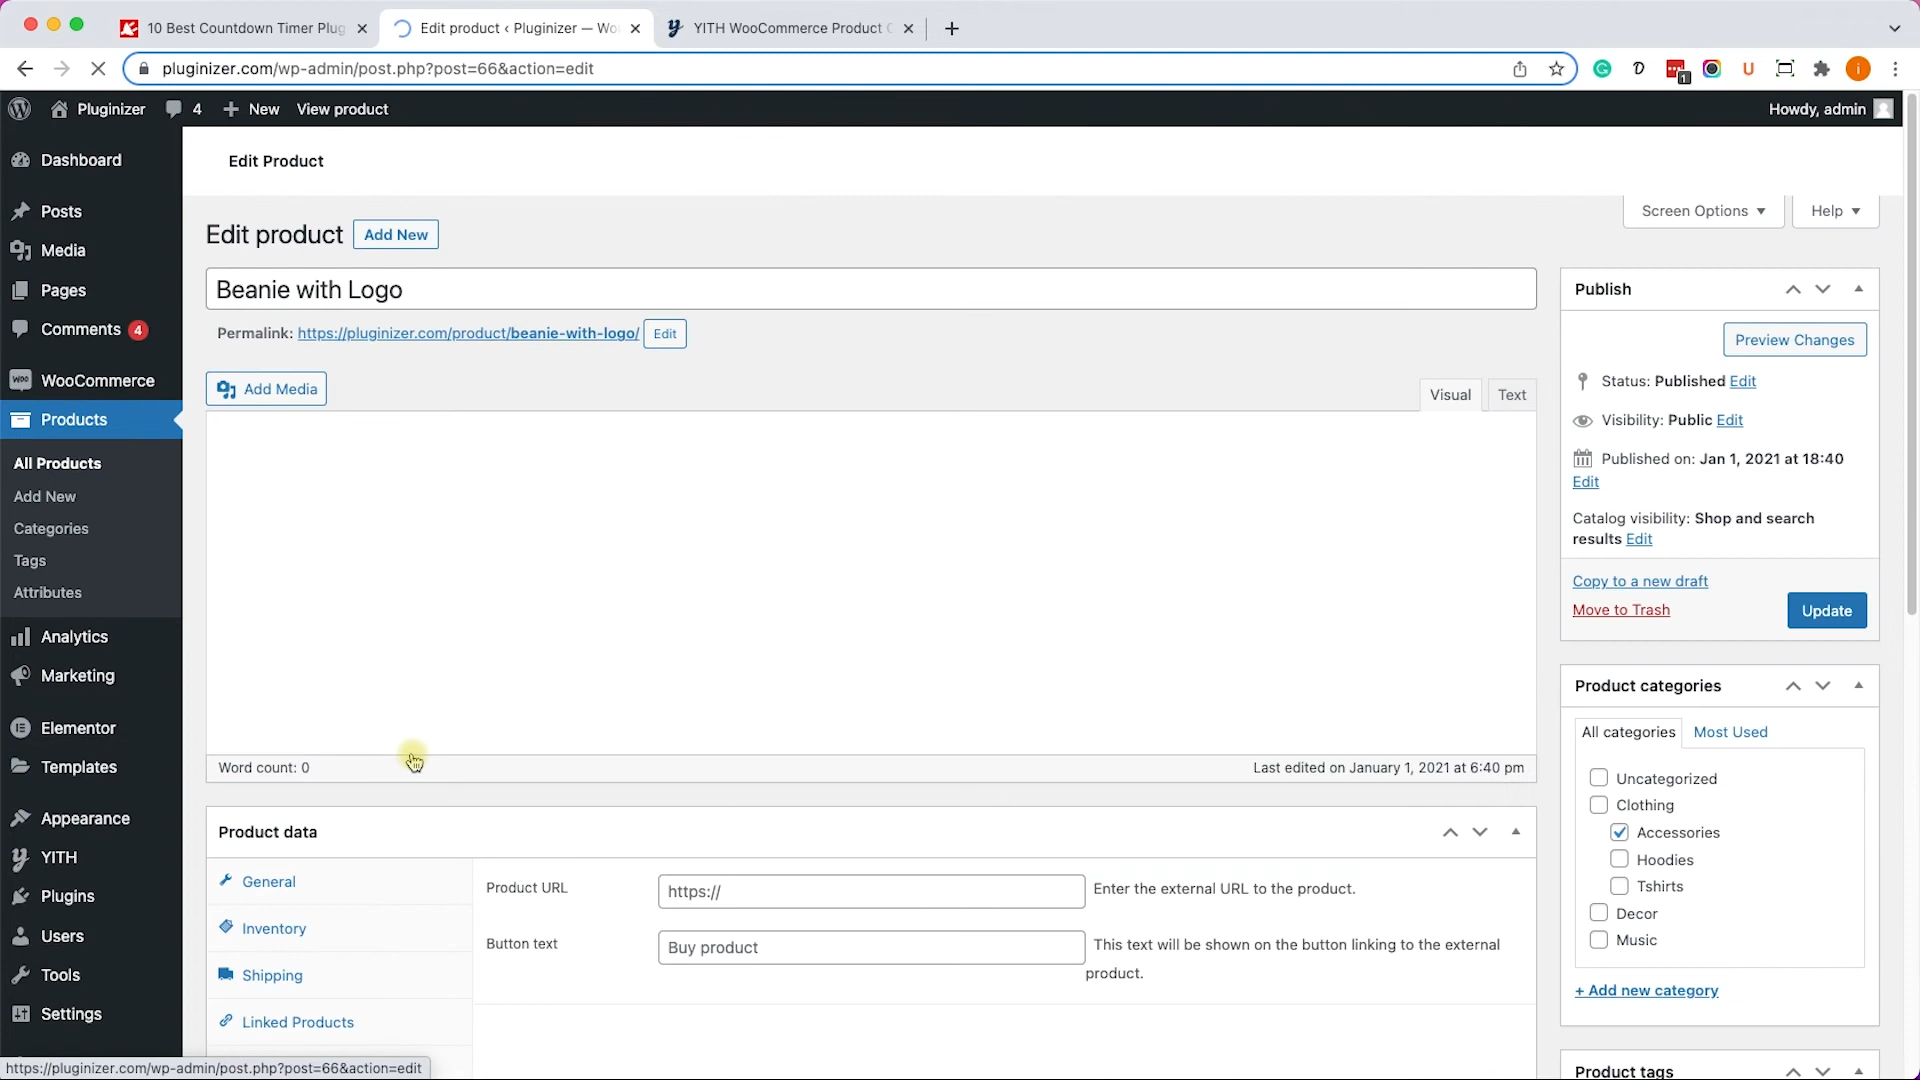 10 Best Countdown Timer Plug
Edit product ‹ Pluginizer — Wo
YITH WooCommerce Product C
pluginizer.com/wp-admin/post.php?post=66&action=edit
Pluginizer
4
New
View product
Howdy, admin
Dashboard
Posts
Media
Pages
Comments 4
WooCommerce
Products
All Products
Add New
Categories
Tags
Attributes
Analytics
Marketing
Elementor
Templates
Appearance
YITH
Plugins
Users
Tools
Settings
Edit Product
Screen Options
Help
Edit product
Add New
Beanie with Logo
Permalink: https://pluginizer.com/product/beanie-with-logo/ Edit
Add Media
Visual
Text
Word count: 0
Last edited on January 1, 2021 at 6:40 pm
Product data
General
Inventory
Shipping
Linked Products
Product URL
https://
Enter the external URL to the product.
Button text
Buy product
This text will be shown on the button linking to the external
product.
Publish
Preview Changes
Status: Published Edit
Visibility: Public Edit
Published on: Jan 1, 2021 at 18:40
Edit
Catalog visibility: Shop and search
results Edit
Copy to a new draft
Move to Trash
Update
Product categories
All categories
Most Used
Uncategorized
Clothing
Accessories
Hoodies
Tshirts
Decor
Music
+ Add new category
Product tags
https://pluginizer.com/wp-admin/post.php?post=66&action=edit